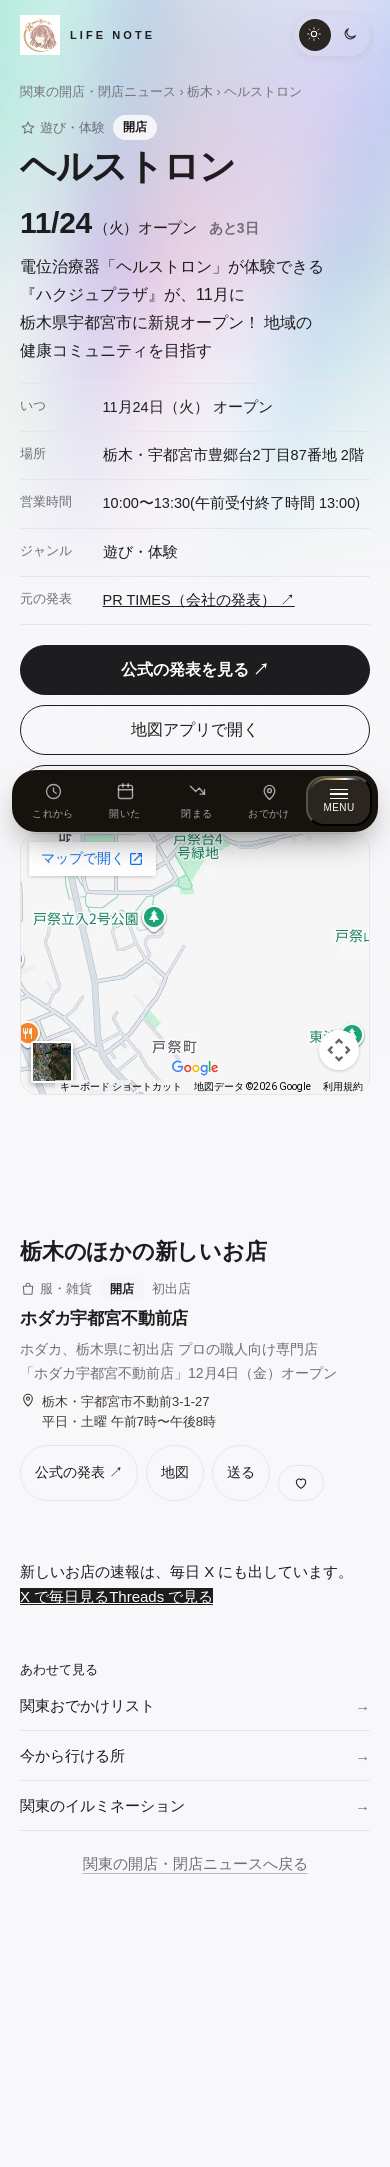 LIFE NOTE
関東の開店・閉店ニュース › 栃木 › ヘルストロン
遊び・体験 開店
ヘルストロン
11/24（火）オープン あと3日
電位治療器「ヘルストロン」が体験できる
『ハクジュプラザ』が、11月に
栃木県宇都宮市に新規オープン！ 地域の
健康コミュニティを目指す
いつ 11月24日（火） オープン
場所 栃木・宇都宮市豊郷台2丁目87番地 2階
営業時間 10:00〜13:30(午前受付終了時間 13:00)
ジャンル 遊び・体験
元の発表 PR TIMES（会社の発表） ↗
公式の発表を見る ↗
地図アプリで開く
これから 開いた 閉まる おでかけ MENU
戸祭台4
号緑地
マップで開く
戸祭立入2号公園
戸祭山
戸祭町
Google
キーボード ショートカット 地図データ ©2026 Google 利用規約
栃木のほかの新しいお店
服・雑貨 開店 初出店
ホダカ宇都宮不動前店
ホダカ、栃木県に初出店 プロの職人向け専門店
「ホダカ宇都宮不動前店」12月4日（金）オープン
栃木・宇都宮市不動前3-1-27
平日・土曜 午前7時〜午後8時
公式の発表 ↗ 地図 送る
新しいお店の速報は、毎日 X にも出しています。
X で毎日見るThreads で見る
あわせて見る
関東おでかけリスト →
今から行ける所 →
関東のイルミネーション →
関東の開店・閉店ニュースへ戻る